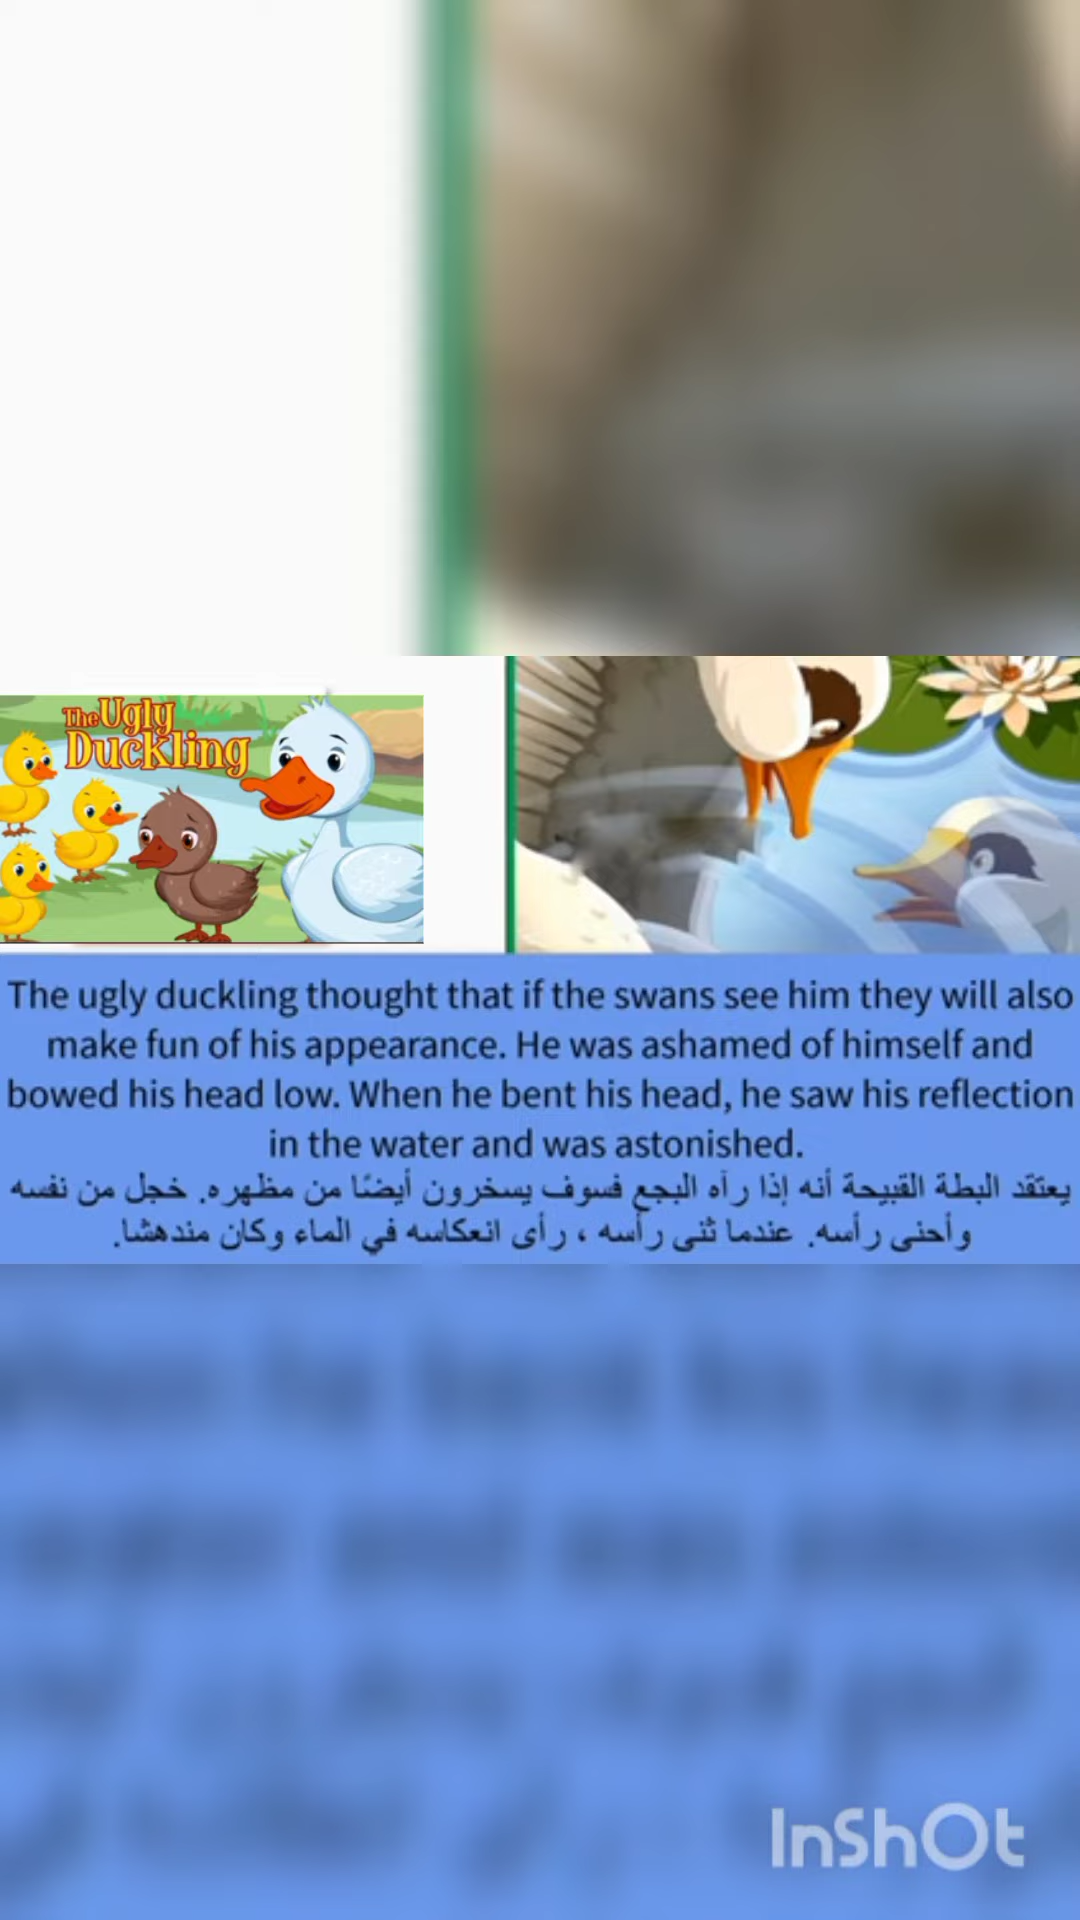 The Ugly
Duckling
The ugly duckling thought that if the swans see him they will also
make fun of his appearance. He was ashamed of himself and
bowed his head low. When he bent his head, he saw his reflection
in the water and was astonished.
يعتقد البطة القبيحة أنه إذا رآه البجع فسوف يسخرون أيضًا من مظهره. خجل من نفسه
وأحنى رأسه. عندما ثنى رأسه ، رأى انعكاسه في الماء وكان مندهشا.
InShOt